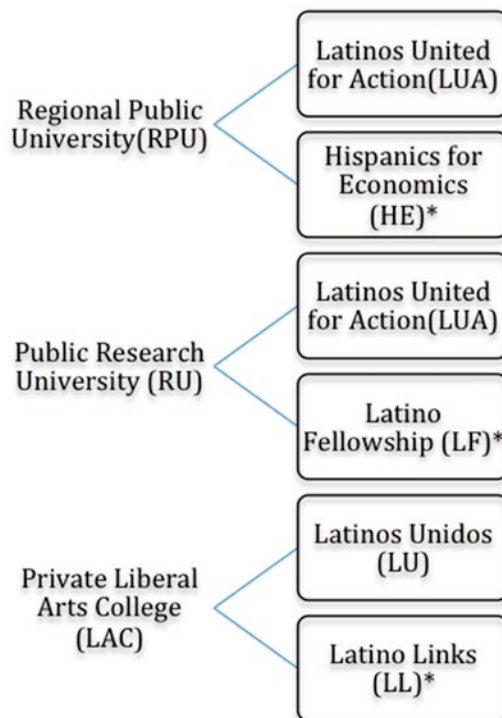 Latinos United
for Action(LUA)
Regional Public
University(RPU)
Hispanics for
Economics
(HE)*
Latinos United
for Action(LUA)
Public Research
University (RU)
Latino
Fellowship (LF)*
Latinos Unidos
(LU)
Private Liberal
Arts College
(LAC)
Latino Links
(LL)*